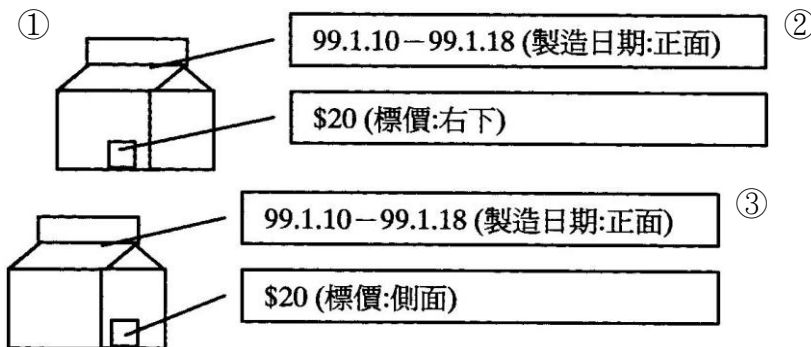 ①
99.1.10－99.1.18 (製造日期:正面) ②
$20 (標價:右下)
99.1.10－99.1.18 (製造日期:正面) ③
$20 (標價:側面)